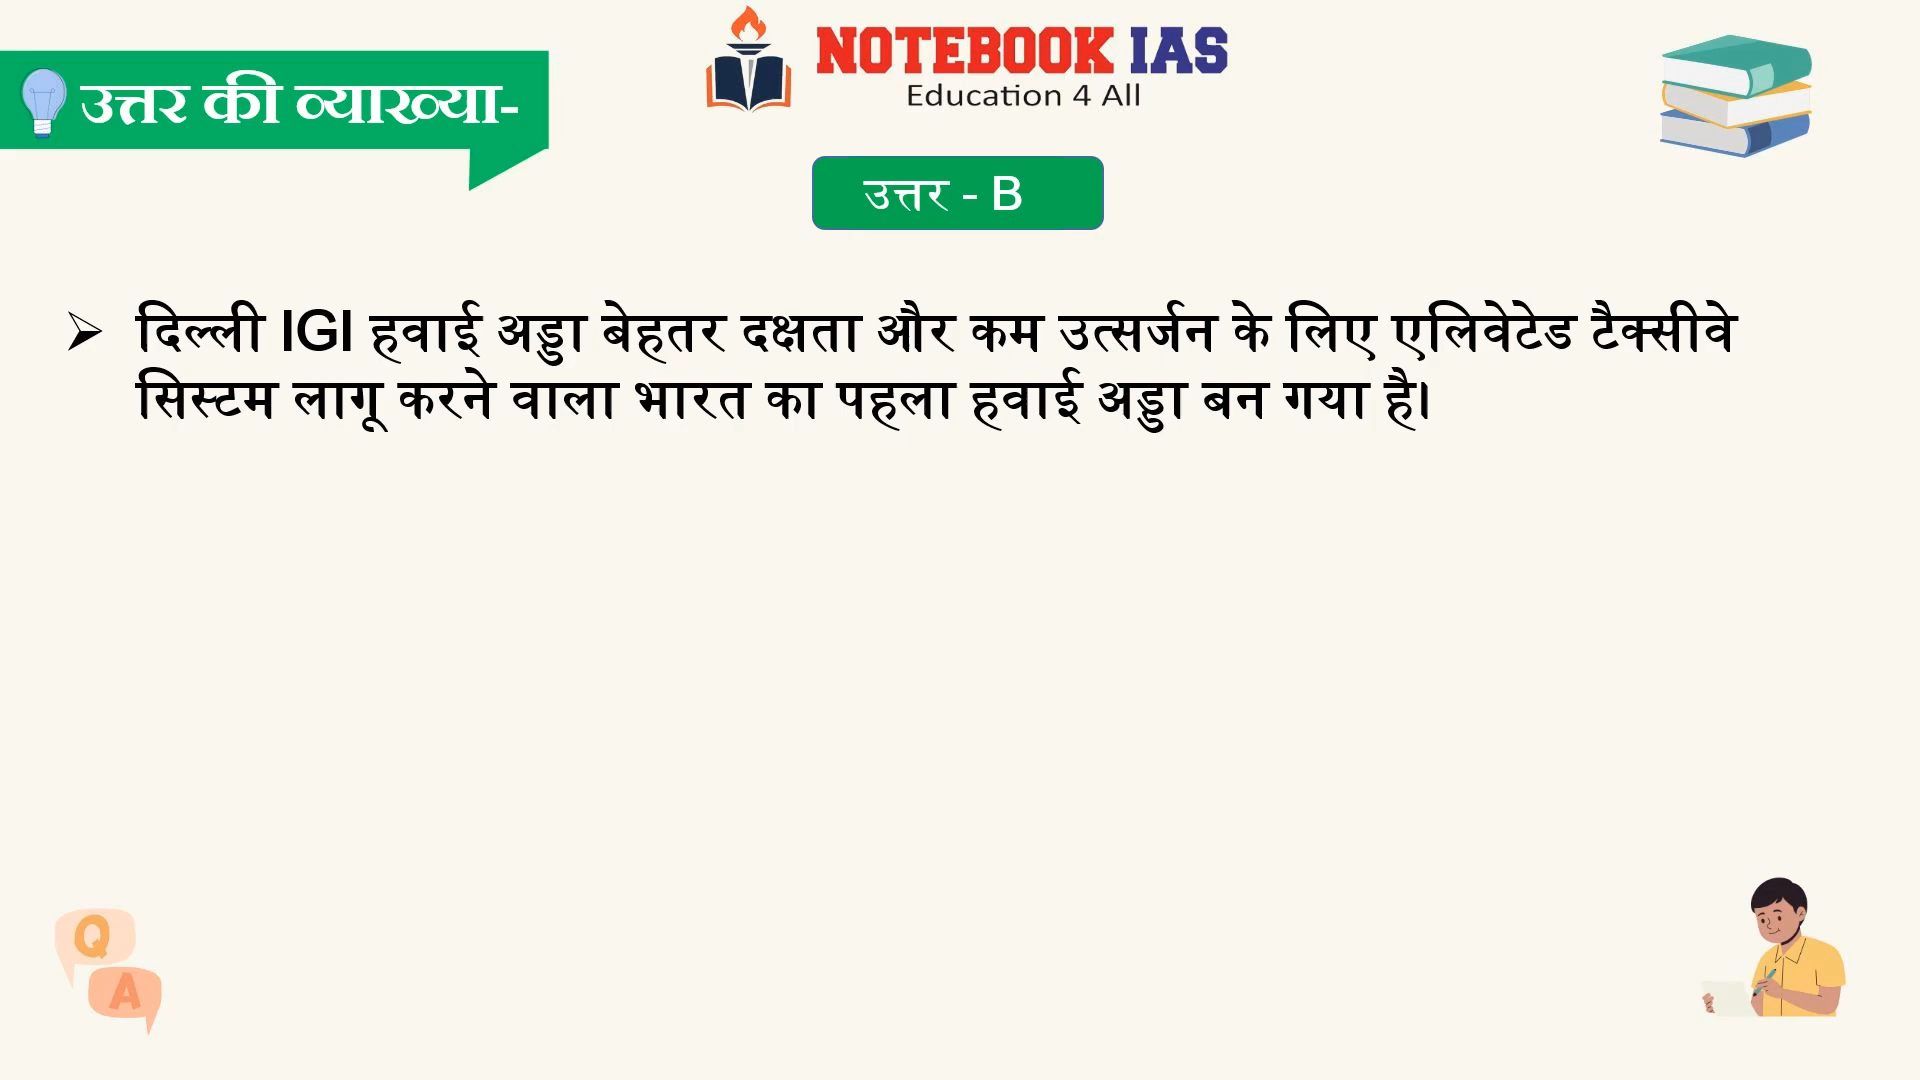 उत्तर की व्याख्या-
NOTEBOOK IAS
Education 4 All
उत्तर - B
➢ दिल्ली IGI हवाई अड्डा बेहतर दक्षता और कम उत्सर्जन के लिए एलिवेटेड टैक्सीवे
सिस्टम लागू करने वाला भारत का पहला हवाई अड्डा बन गया है।
Q
A